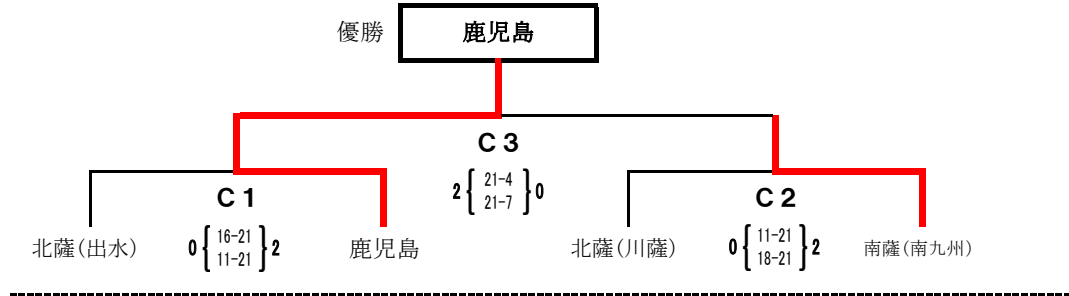 優勝 鹿児島
C3
2 { 21-4 } 0
21-7
C1
C2
北薩(出水) 0 { 16-21 } 2 鹿児島 北薩(川薩) 0 { 11-21 } 2 南薩(南九州)
11-21 18-21